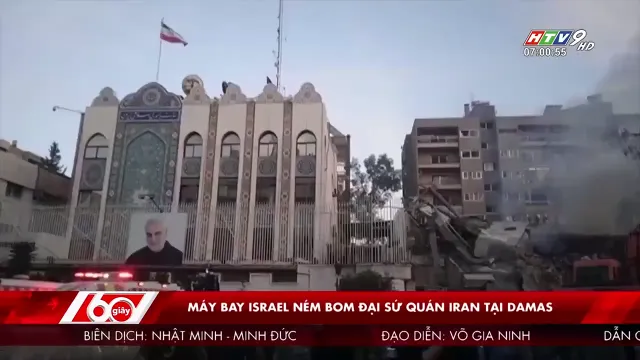 HTV9 HD
07:00:55
60 giây
MÁY BAY ISRAEL NÉM BOM ĐẠI SỨ QUÁN IRAN TẠI DAMAS
BIÊN DỊCH: NHẬT MINH - MINH ĐỨC ĐẠO DIỄN: VÕ GIA NINH DẪN C